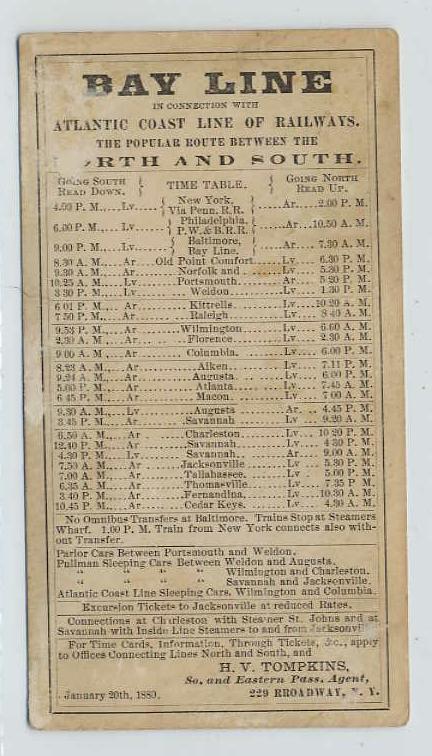 BAY LINE
IN CONNECTION WITH
ATLANTIC COAST LINE OF RAILWAYS.
THE POPULAR ROUTE BETWEEN THE
RTH AND SOUTH.
GOING SOUTH READ DOWN. } TIME TABLE. { GOING NORTH READ UP.
4.00 P. M....Lv..... { New York, Via Penn. R.R. } ....Ar...2.00 P. M.
6.00 P. M....Lv..... { Philadelphia, P.W.& B.R.R. } ....Ar...10.50 A. M.
9.00 P. M....Lv..... { Baltimore, Bay Line. } ....Ar...7.30 A. M.
8.30 A. M....Ar ...Old Point Comfort......Lv.... 6.30 P. M.
9.30 A. M....Ar ......Norfolk and ........Lv.... 5.30 P. M.
10.25 A. M....Lv ......Portsmouth........Ar.... 5.20 P. M.
3.30 P. M....Lv ........Weldon........Lv.... 1.30 P. M.
6 01 P. M....Ar ........Kittrells........Lv....10.20 A. M.
7 50 P. M....Ar ........Raleigh........Lv.... 8 40 A. M.
9.53 P. M....Ar ......Wilmington........Lv.... 6.60 A. M.
2.30 A. M....Ar ........Florence........Lv.... 2.30 A. M.
9 00 A. M....Ar ........Columbia........Lv.... 6.00 P. M.
8.23 A. M....Ar ........Aiken........Lv.... 7.11 P. M.
9.24 A. M....Ar ........Augusta........Lv.... 6.00 P. M.
5.00 P. M....Ar ........Atlanta........Lv.... 7.45 A. M.
6 45 P. M....Ar ........Macon........Lv.... 7 00 A. M.
9.30 A. M....Lv ........Augusta ........Ar .... 4.45 P. M.
3.45 P. M....Ar ........Savannah ........Lv .... 9.20 A. M.
6.50 A. M....Ar ........Charleston........Lv .... 10 20 P. M.
12.40 P. M....Ar ........Savannah ........Lv .... 4 30 P. M.
4.30 P. M....Lv ........Savannah........Ar .... 9.00 A. M.
7.50 A. M....Ar ........Jacksonville ........Lv .... 5.30 P. M.
7.00 A. M....Ar ........Tallahassee........Lv .... 5.00 P. M.
6.35 A. M....Ar ........Thomasville ........Lv .... 7.35 P M.
3.40 P. M....Ar ........Fernandina........Lv ....10.30 A. M.
10.45 P. M....Ar ........Cedar Keys........Lv .... 4.30 A. M.
No Omnibus Transfers at Baltimore. Trains Stop at Steamers
Wharf. 1.00 P. M. Train from New York connects also with-
out Transfer.
Parlor Cars Between Portsmouth and Weldon.
Pullman Sleeping Cars Between Weldon and Augusta.
" " " " Wilmington and Charleston.
" " " " Savannah and Jacksonville.
Atlantic Coast Line Sleeping Cars, Wilmington and Columbia.
Excursion Tickets to Jacksonville at reduced Rates.
Connections at Charleston with Steamer St. Johns and at
Savannah with Inside Line Steamers to and from Jacksonvil
For Time Cards, Information, Through Tickets, &c., apply
to Offices Connecting Lines North and South, and
H. V. TOMPKINS,
So. and Eastern Pass. Agent,
January 20th, 1880. 229 BROADWAY, N. Y.